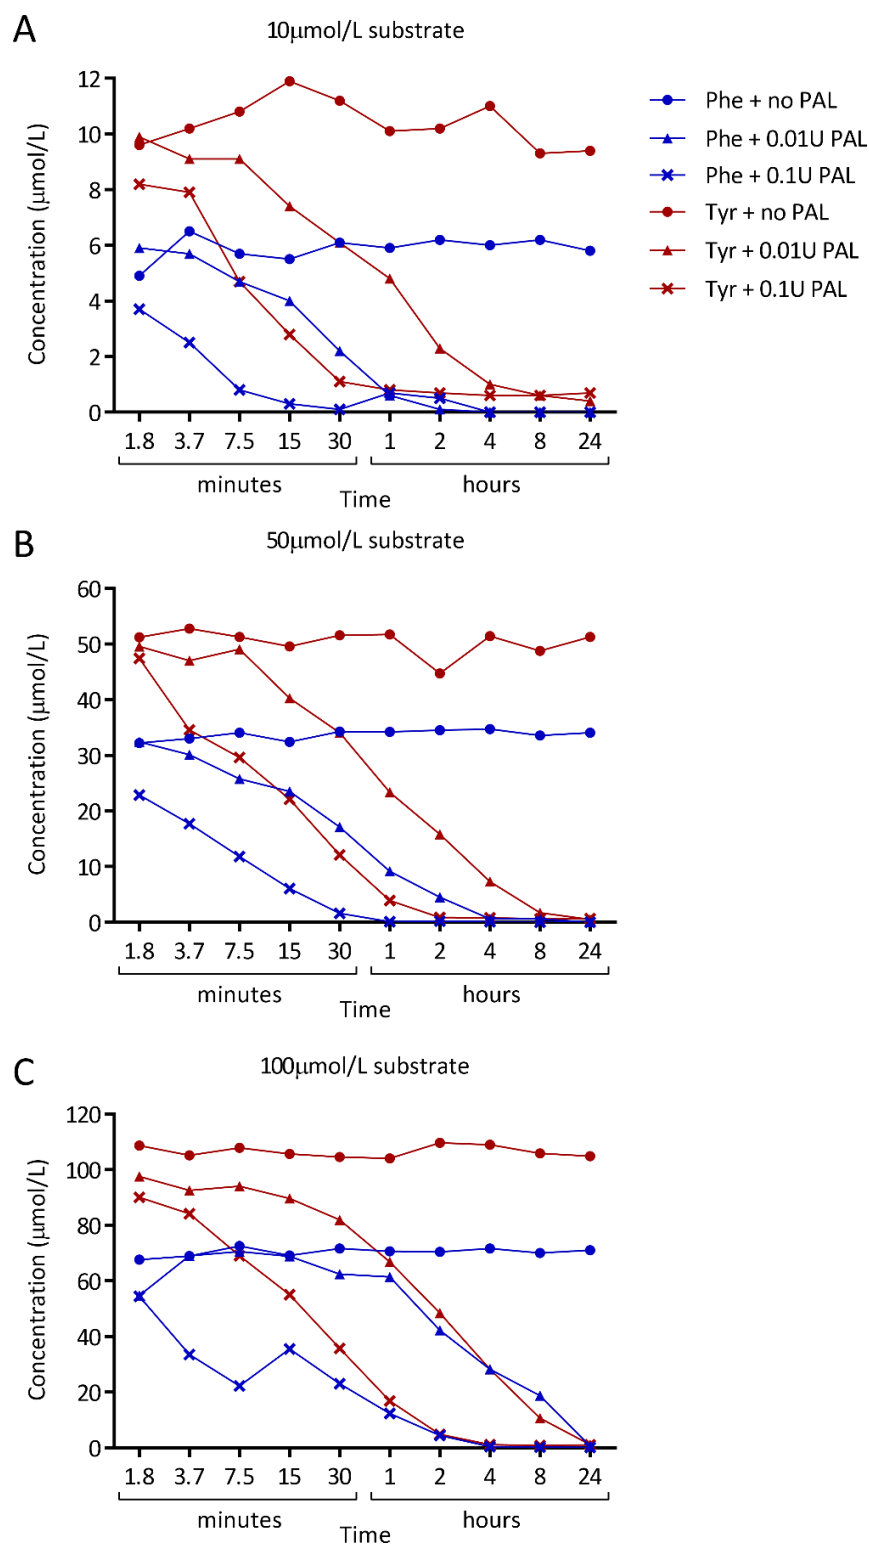 A
10μmol/L substrate
Concentration (μmol/L)
12
10
8
6
4
2
0
1.8 3.7 7.5 15 30 1 2 4 8 24
minutes hours
Time
Phe + no PAL
Phe + 0.01U PAL
Phe + 0.1U PAL
Tyr + no PAL
Tyr + 0.01U PAL
Tyr + 0.1U PAL
B
50μmol/L substrate
Concentration (μmol/L)
60
50
40
30
20
10
0
1.8 3.7 7.5 15 30 1 2 4 8 24
minutes hours
Time
C
100μmol/L substrate
Concentration (μmol/L)
120
100
80
60
40
20
0
1.8 3.7 7.5 15 30 1 2 4 8 24
minutes hours
Time